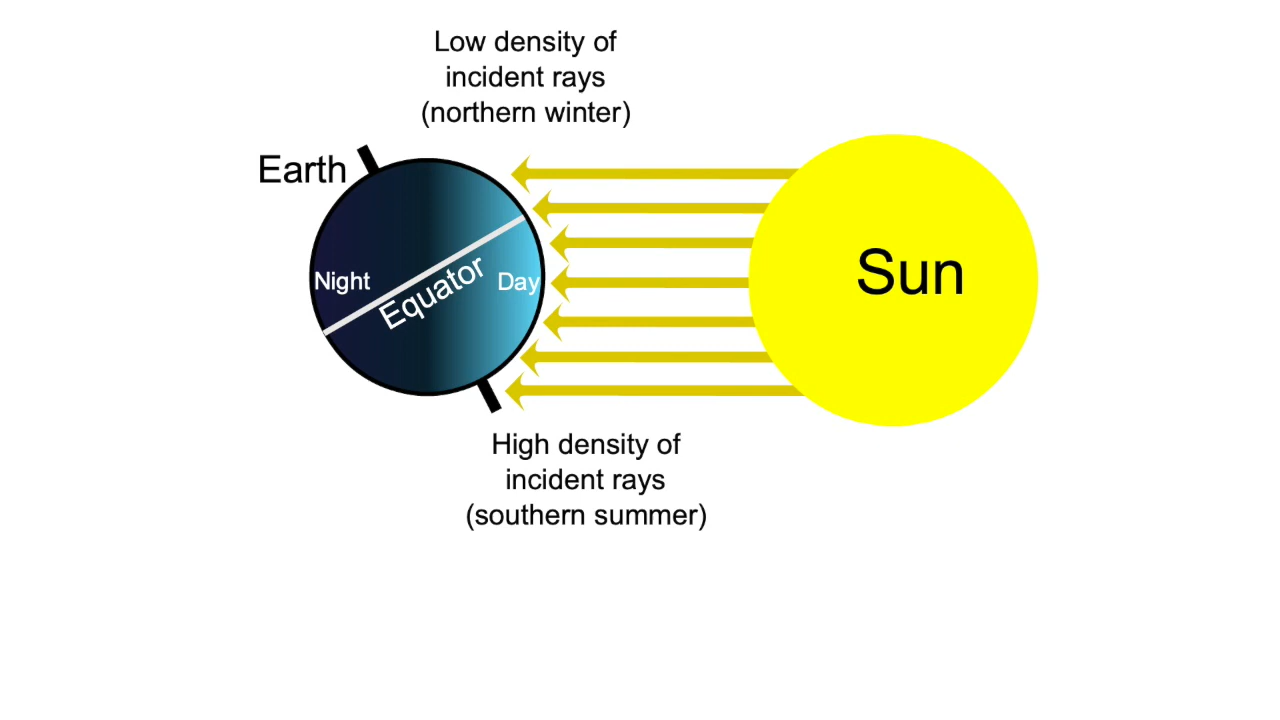 Low density of
incident rays
(northern winter)
Earth
Night
Equator
Day
Sun
High density of
incident rays
(southern summer)